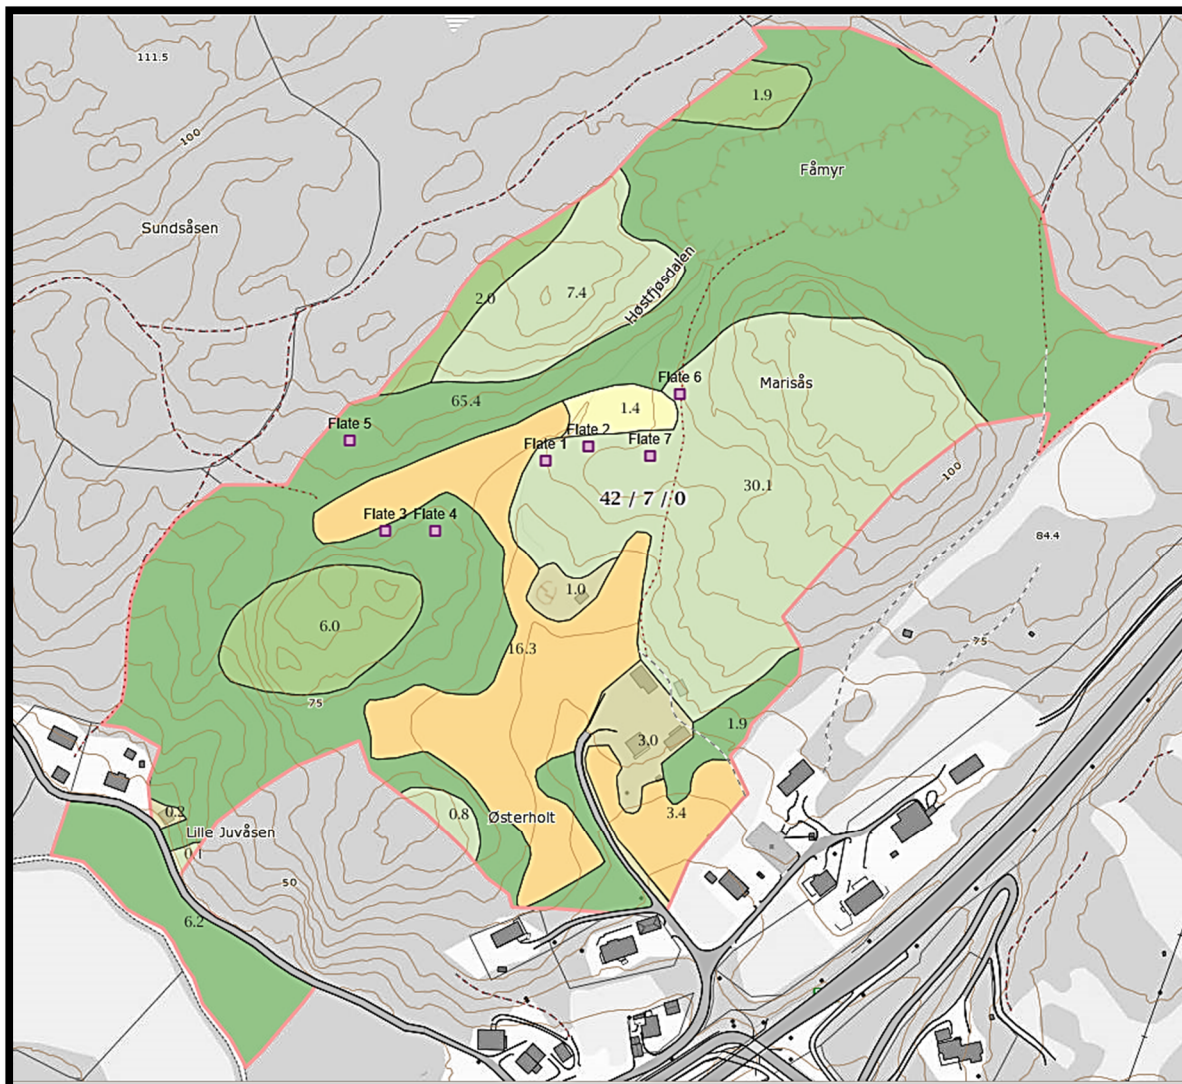 111.5
1.9
100
Fåmyr
Sundsåsen
Høstfjøsdalen
7.4
2.0
Flate 6
Marisås
65.4
1.4
Flate 5
Flate 2
Flate 1
Flate 7
100
30.1
42 / 7 / 0
Flate 3
Flate 4
84.4
1.0
6.0
75
16.3
75
1.9
3.0
0.2
0.8
Østerholt
3.4
Lille Juvåsen
0.1
50
6.2